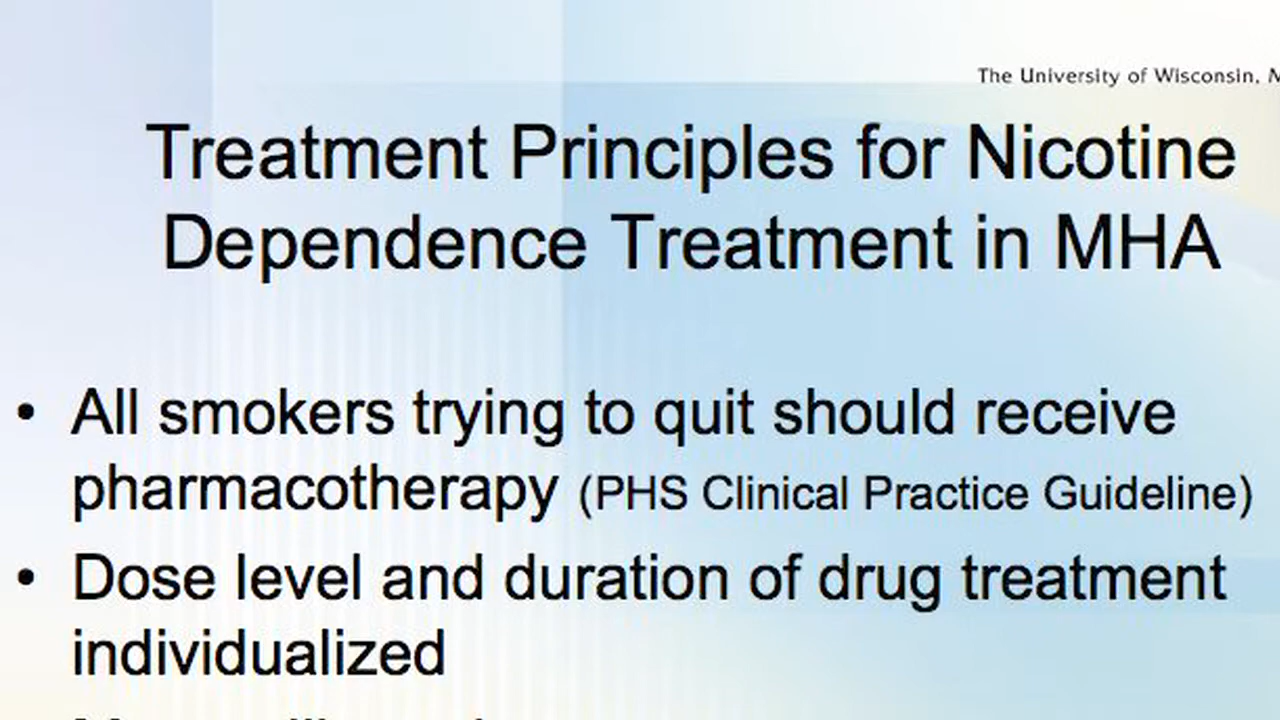 The University of Wisconsin, M
Treatment Principles for Nicotine
Dependence Treatment in MHA
• All smokers trying to quit should receive
pharmacotherapy (PHS Clinical Practice Guideline)
• Dose level and duration of drug treatment
individualized